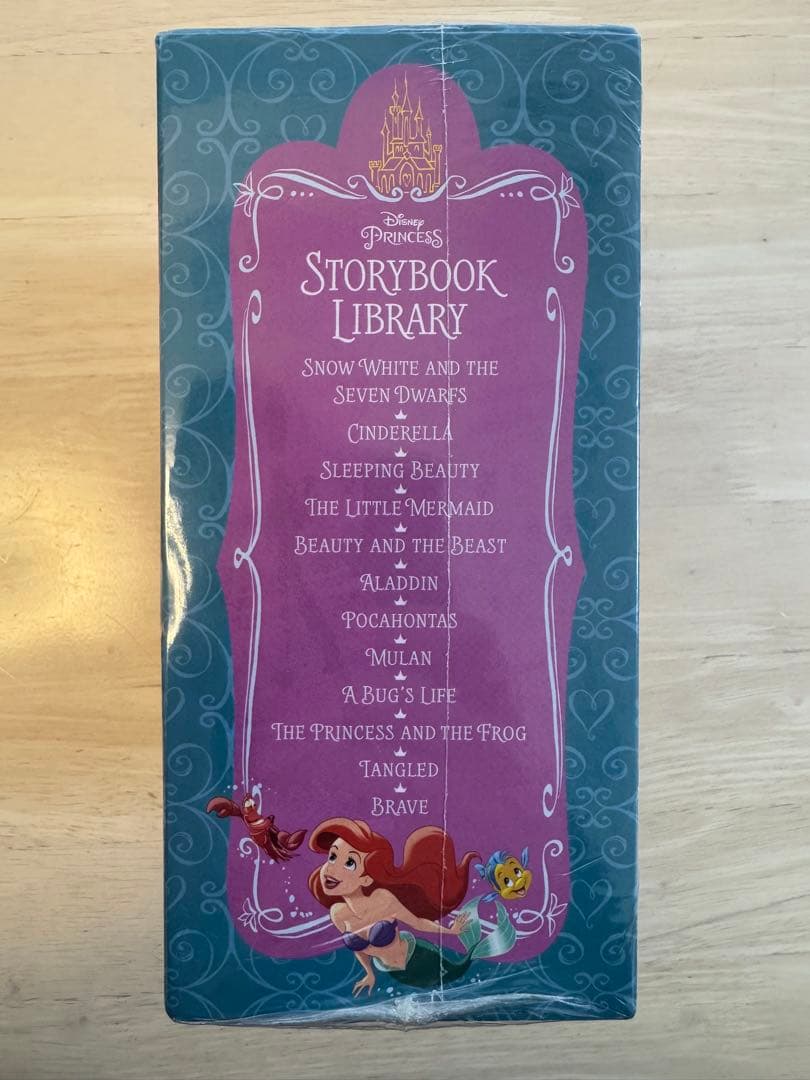 Disney
PRINCESS
STORYBOOK
LIBRARY
SNOW WHITE AND THE
SEVEN DWARFS
CINDERELLA
SLEEPING BEAUTY
THE LITTLE MERMAID
BEAUTY AND THE BEAST
ALADDIN
POCAHONTAS
MULAN
A BUG'S LIFE
THE PRINCESS AND THE FROG
TANGLED
BRAVE